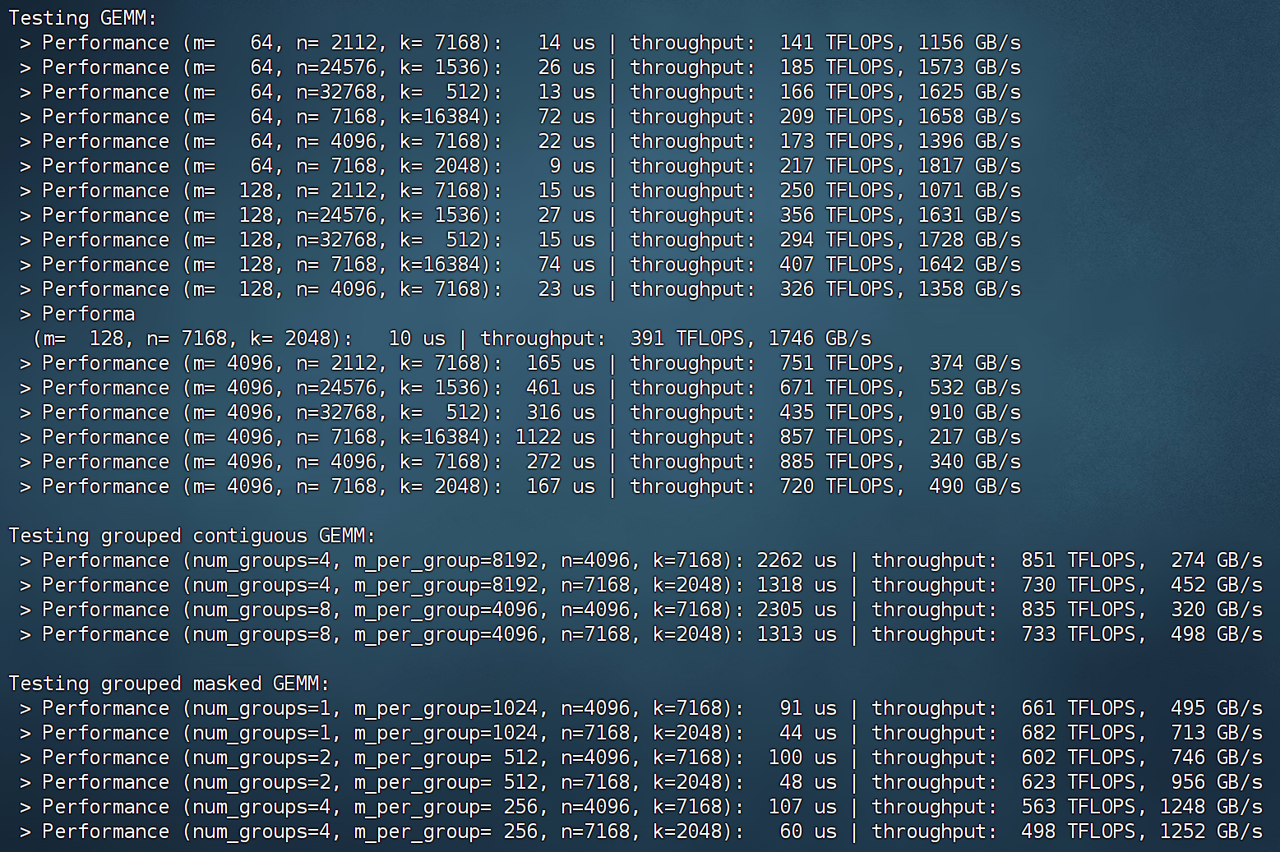 Testing GEMM:
 > Performance (m=   64, n= 2112, k= 7168):   14 us | throughput:  141 TFLOPS, 1156 GB/s
 > Performance (m=   64, n=24576, k= 1536):   26 us | throughput:  185 TFLOPS, 1573 GB/s
 > Performance (m=   64, n=32768, k=  512):   13 us | throughput:  166 TFLOPS, 1625 GB/s
 > Performance (m=   64, n= 7168, k=16384):   72 us | throughput:  209 TFLOPS, 1658 GB/s
 > Performance (m=   64, n= 4096, k= 7168):   22 us | throughput:  173 TFLOPS, 1396 GB/s
 > Performance (m=   64, n= 7168, k= 2048):    9 us | throughput:  217 TFLOPS, 1817 GB/s
 > Performance (m=  128, n= 2112, k= 7168):   15 us | throughput:  250 TFLOPS, 1071 GB/s
 > Performance (m=  128, n=24576, k= 1536):   27 us | throughput:  356 TFLOPS, 1631 GB/s
 > Performance (m=  128, n=32768, k=  512):   15 us | throughput:  294 TFLOPS, 1728 GB/s
 > Performance (m=  128, n= 7168, k=16384):   74 us | throughput:  407 TFLOPS, 1642 GB/s
 > Performance (m=  128, n= 4096, k= 7168):   23 us | throughput:  326 TFLOPS, 1358 GB/s
 > Performa
  (m=  128, n= 7168, k= 2048):   10 us | throughput:  391 TFLOPS, 1746 GB/s
 > Performance (m= 4096, n= 2112, k= 7168):  165 us | throughput:  751 TFLOPS,  374 GB/s
 > Performance (m= 4096, n=24576, k= 1536):  461 us | throughput:  671 TFLOPS,  532 GB/s
 > Performance (m= 4096, n=32768, k=  512):  316 us | throughput:  435 TFLOPS,  910 GB/s
 > Performance (m= 4096, n= 7168, k=16384): 1122 us | throughput:  857 TFLOPS,  217 GB/s
 > Performance (m= 4096, n= 4096, k= 7168):  272 us | throughput:  885 TFLOPS,  340 GB/s
 > Performance (m= 4096, n= 7168, k= 2048):  167 us | throughput:  720 TFLOPS,  490 GB/s

Testing grouped contiguous GEMM:
 > Performance (num_groups=4, m_per_group=8192, n=4096, k=7168): 2262 us | throughput:  851 TFLOPS,  274 GB/s
 > Performance (num_groups=4, m_per_group=8192, n=7168, k=2048): 1318 us | throughput:  730 TFLOPS,  452 GB/s
 > Performance (num_groups=8, m_per_group=4096, n=4096, k=7168): 2305 us | throughput:  835 TFLOPS,  320 GB/s
 > Performance (num_groups=8, m_per_group=4096, n=7168, k=2048): 1313 us | throughput:  733 TFLOPS,  498 GB/s

Testing grouped masked GEMM:
 > Performance (num_groups=1, m_per_group=1024, n=4096, k=7168):   91 us | throughput:  661 TFLOPS,  495 GB/s
 > Performance (num_groups=1, m_per_group=1024, n=7168, k=2048):   44 us | throughput:  682 TFLOPS,  713 GB/s
 > Performance (num_groups=2, m_per_group= 512, n=4096, k=7168):  100 us | throughput:  602 TFLOPS,  746 GB/s
 > Performance (num_groups=2, m_per_group= 512, n=7168, k=2048):   48 us | throughput:  623 TFLOPS,  956 GB/s
 > Performance (num_groups=4, m_per_group= 256, n=4096, k=7168):  107 us | throughput:  563 TFLOPS, 1248 GB/s
 > Performance (num_groups=4, m_per_group= 256, n=7168, k=2048):   60 us | throughput:  498 TFLOPS, 1252 GB/s